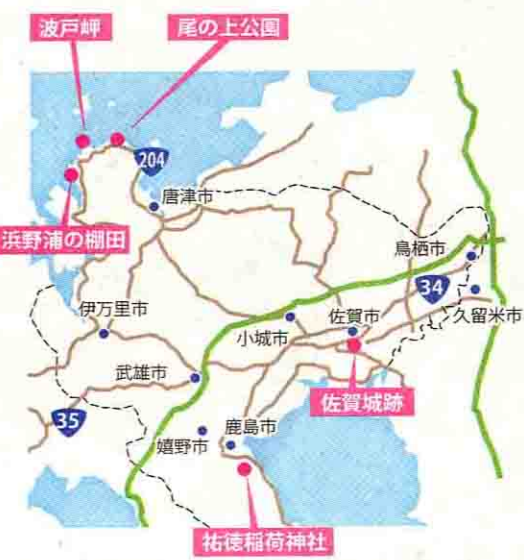 波戸岬
尾の上公園
204
唐津市
浜野浦の棚田
鳥栖市
34
伊万里市
佐賀市
久留米市
小城市
武雄市
佐賀城跡
35
鹿島市
嬉野市
祐徳稲荷神社